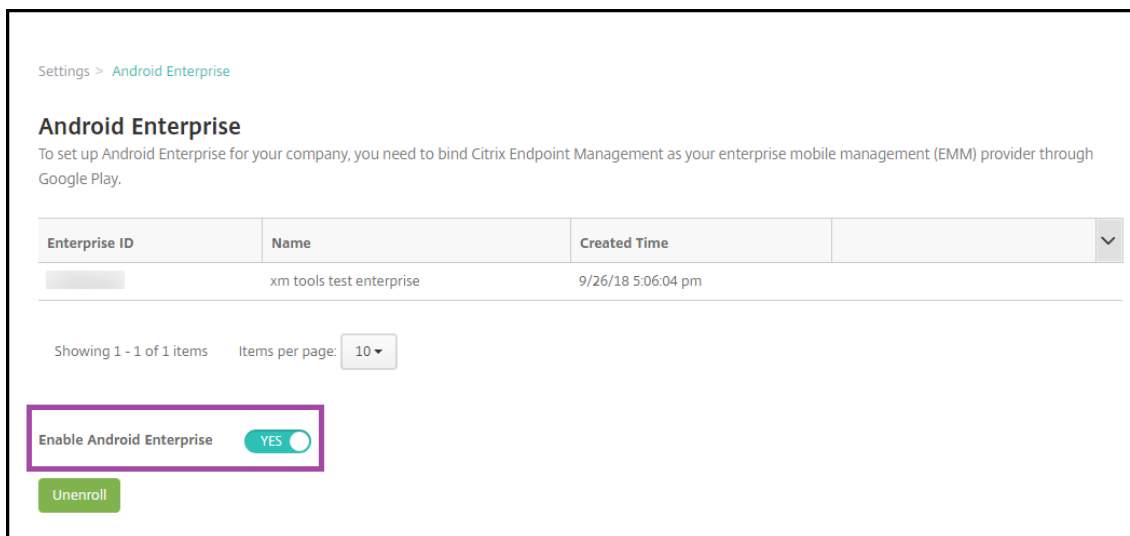 Settings > Android Enterprise
Android Enterprise
To set up Android Enterprise for your company, you need to bind Citrix Endpoint Management as your enterprise mobile management (EMM) provider through
Google Play.
Enterprise ID Name Created Time
xm tools test enterprise 9/26/18 5:06:04 pm
Showing 1 - 1 of 1 items Items per page: 10
Enable Android Enterprise YES
Unenroll